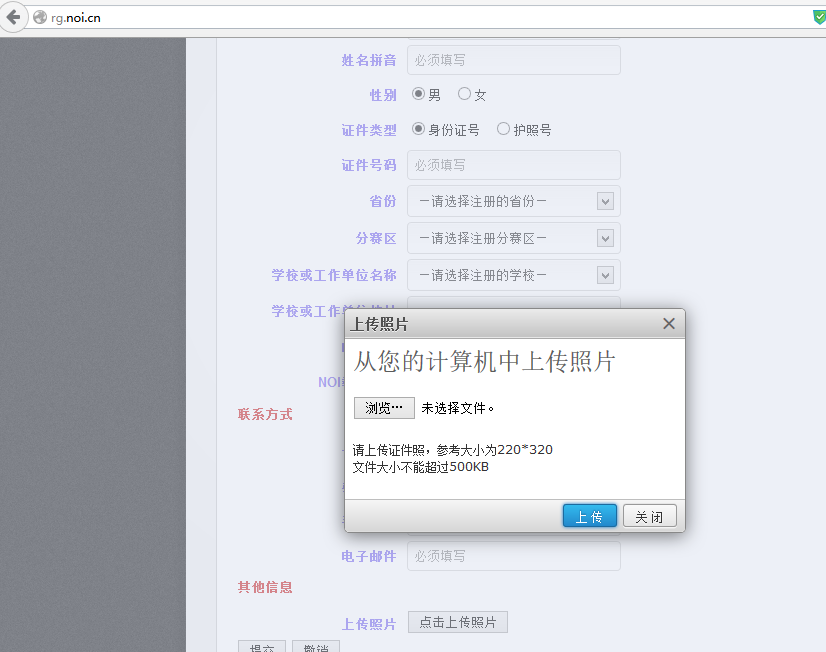 rg.noi.cn
姓名拼音 必须填写
性别 男 女
证件类型 身份证号 护照号
证件号码 必须填写
省份 －请选择注册的省份－
分赛区 －请选择注册分赛区－
学校或工作单位名称 －请选择注册的学校－
学校或工作单位
上传照片
从您的计算机中上传照片
NOI
浏览… 未选择文件。
联系方式
请上传证件照，参考大小为220*320
文件大小不能超过500KB
上传 关闭
电子邮件 必须填写
其他信息
上传照片 点击上传照片
提交 撤销